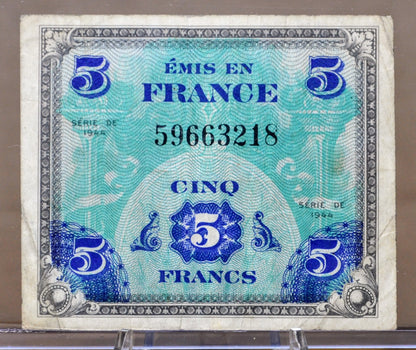 5 ÉMIS EN 5
FRANCE
SÉRIE DE
1944
59663218
CINQ
SÉRIE DE
1944
5
5 FRANCS 5